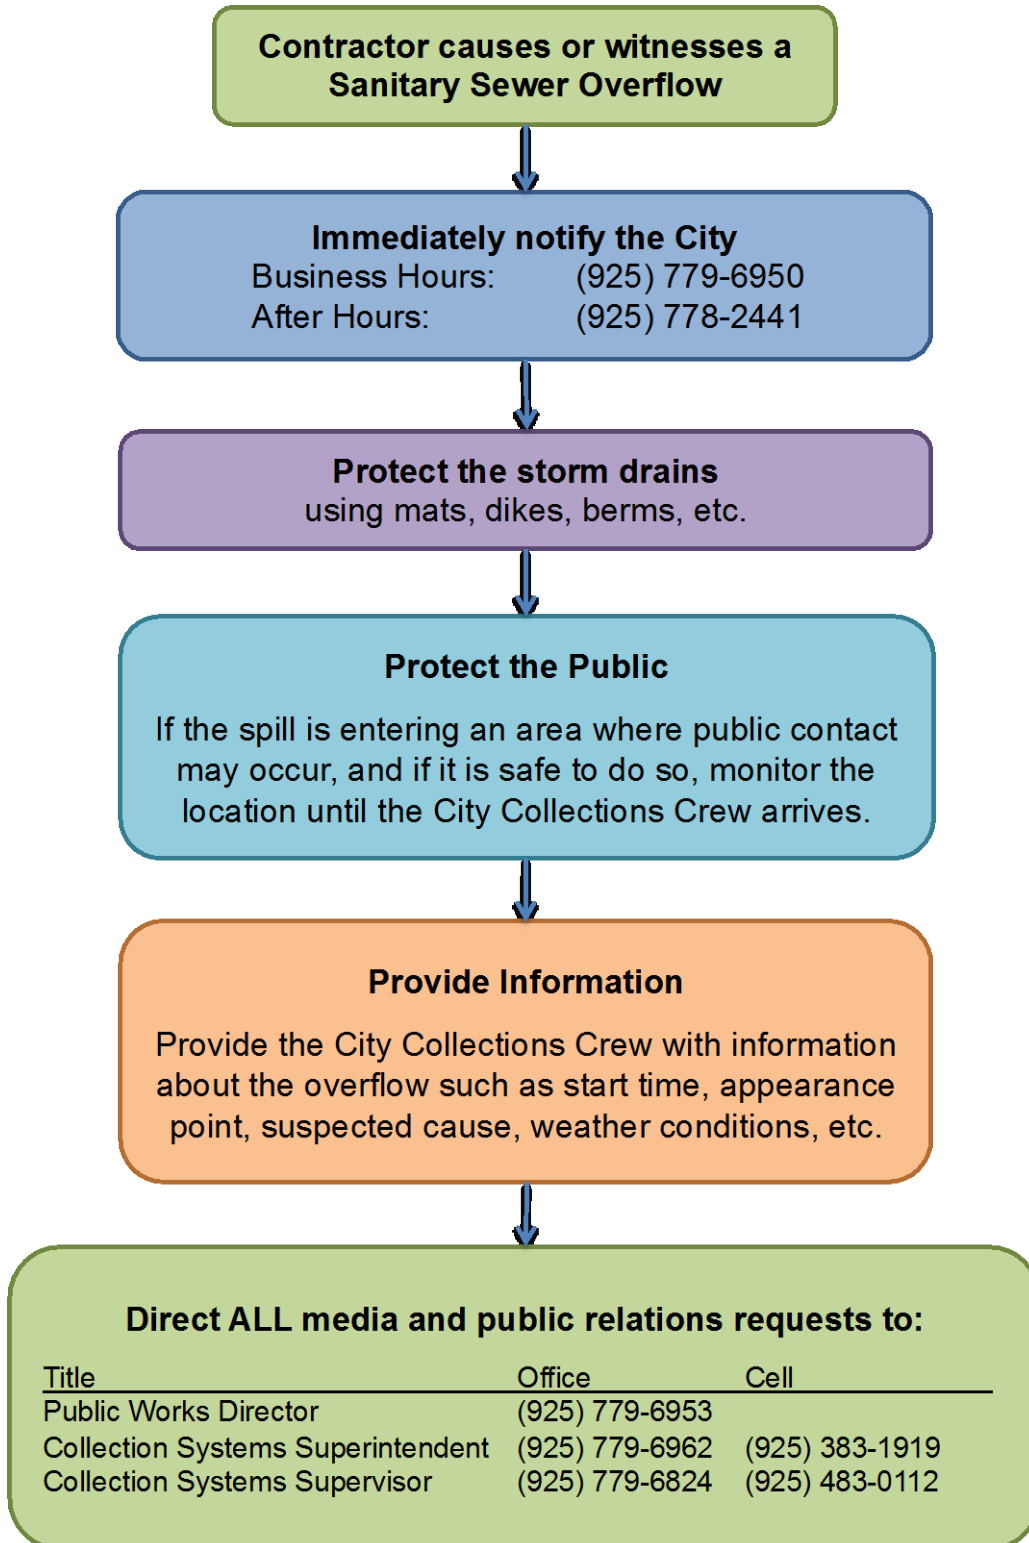 Contractor causes or witnesses a
Sanitary Sewer Overflow
Immediately notify the City
Business Hours: (925) 779-6950
After Hours: (925) 778-2441
Protect the storm drains
using mats, dikes, berms, etc.
Protect the Public
If the spill is entering an area where public contact
may occur, and if it is safe to do so, monitor the
location until the City Collections Crew arrives.
Provide Information
Provide the City Collections Crew with information
about the overflow such as start time, appearance
point, suspected cause, weather conditions, etc.
Direct ALL media and public relations requests to:
Title Office Cell
Public Works Director (925) 779-6953
Collection Systems Superintendent (925) 779-6962 (925) 383-1919
Collection Systems Supervisor (925) 779-6824 (925) 483-0112